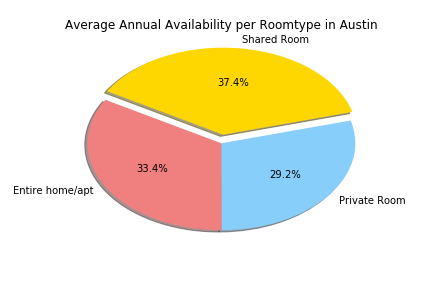 Average Annual Availability per Roomtype in Austin
Shared Room
37.4%
33.4%
29.2%
Entire home/apt
Private Room